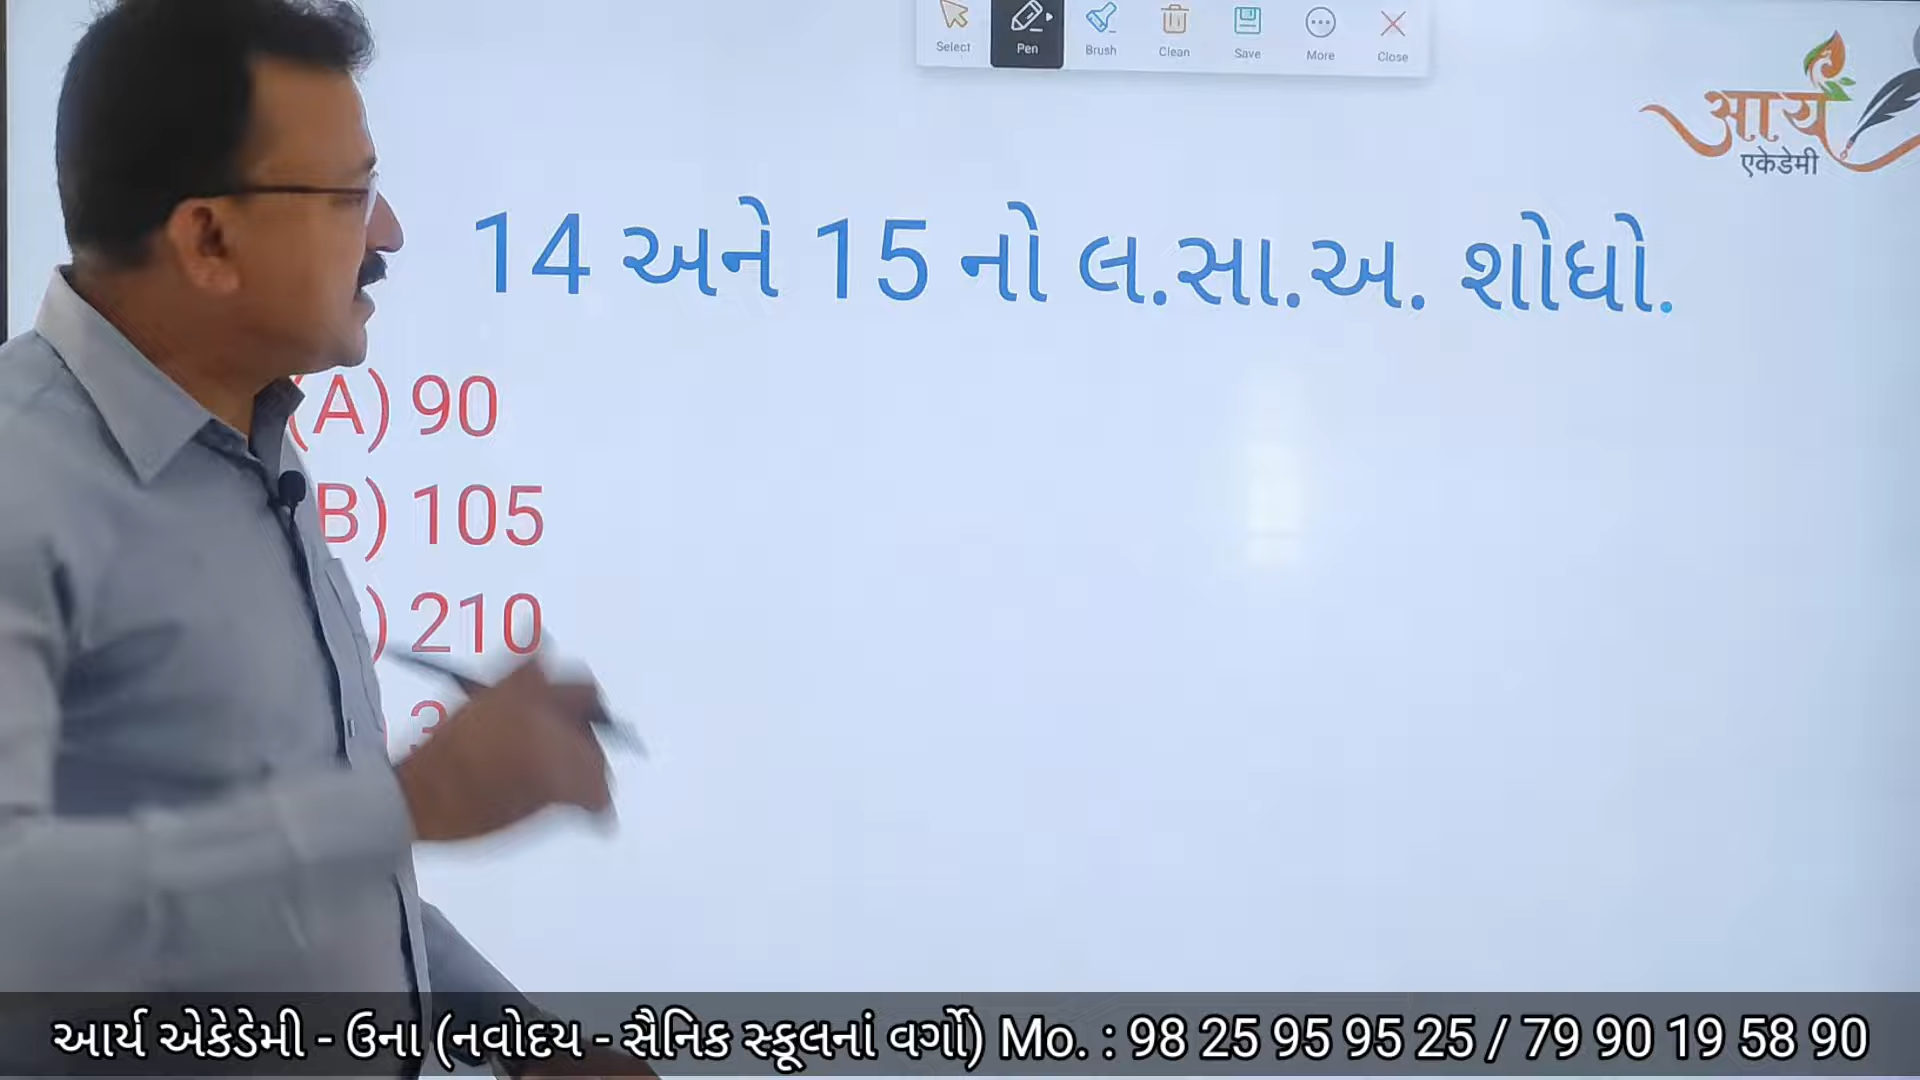 Select Pen Brush Clean Save More Close
आर्य
एकेडेमी
14 અને 15 નો લ.સા.અ. શોધો.
(A) 90
B) 105
) 210
3
આર્ય એકેડેમી - ઉના (નવોદય - સૈનિક સ્કૂલનાં વર્ગો) Mo. : 98 25 95 95 25 / 79 90 19 58 90